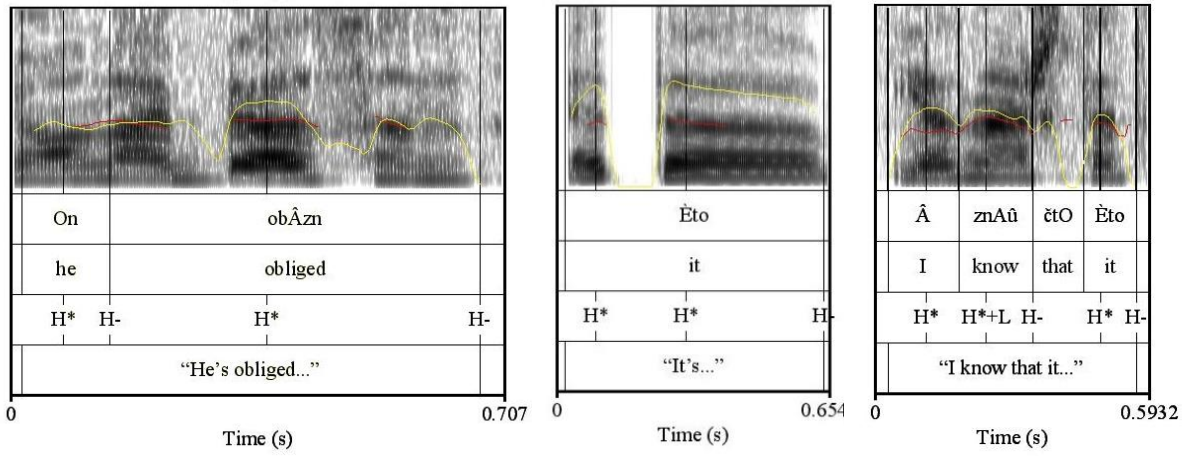 On obÂzn
he obliged
H* H- H* H-
“He's obliged...”
0 0.707
Time (s)
Èto
it
H* H* H-
“It's...”
0 0.654
Time (s)
Â znAû čtO Èto
I know that it
H* H*+L H- H* H-
“I know that it...”
0 0.5932
Time (s)